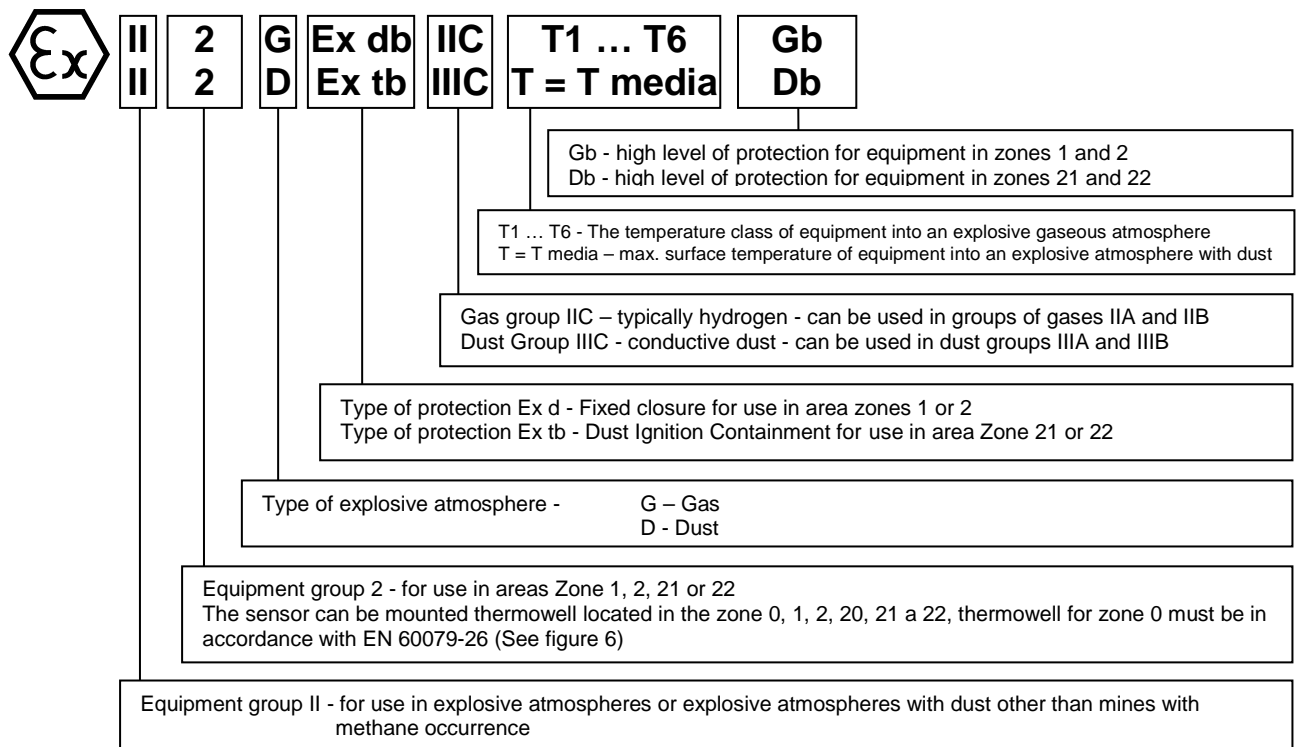 Ex II 2 G Ex db IIC T1 … T6 Gb
II 2 D Ex tb IIIC T = T media Db
Gb - high level of protection for equipment in zones 1 and 2
Db - high level of protection for equipment in zones 21 and 22
T1 … T6 - The temperature class of equipment into an explosive gaseous atmosphere
T = T media – max. surface temperature of equipment into an explosive atmosphere with dust
Gas group IIC – typically hydrogen - can be used in groups of gases IIA and IIB
Dust Group IIIC - conductive dust - can be used in dust groups IIIA and IIIB
Type of protection Ex d - Fixed closure for use in area zones 1 or 2
Type of protection Ex tb - Dust Ignition Containment for use in area Zone 21 or 22
Type of explosive atmosphere - G – Gas
D - Dust
Equipment group 2 - for use in areas Zone 1, 2, 21 or 22
The sensor can be mounted thermowell located in the zone 0, 1, 2, 20, 21 a 22, thermowell for zone 0 must be in
accordance with EN 60079-26 (See figure 6)
Equipment group II - for use in explosive atmospheres or explosive atmospheres with dust other than mines with
methane occurrence